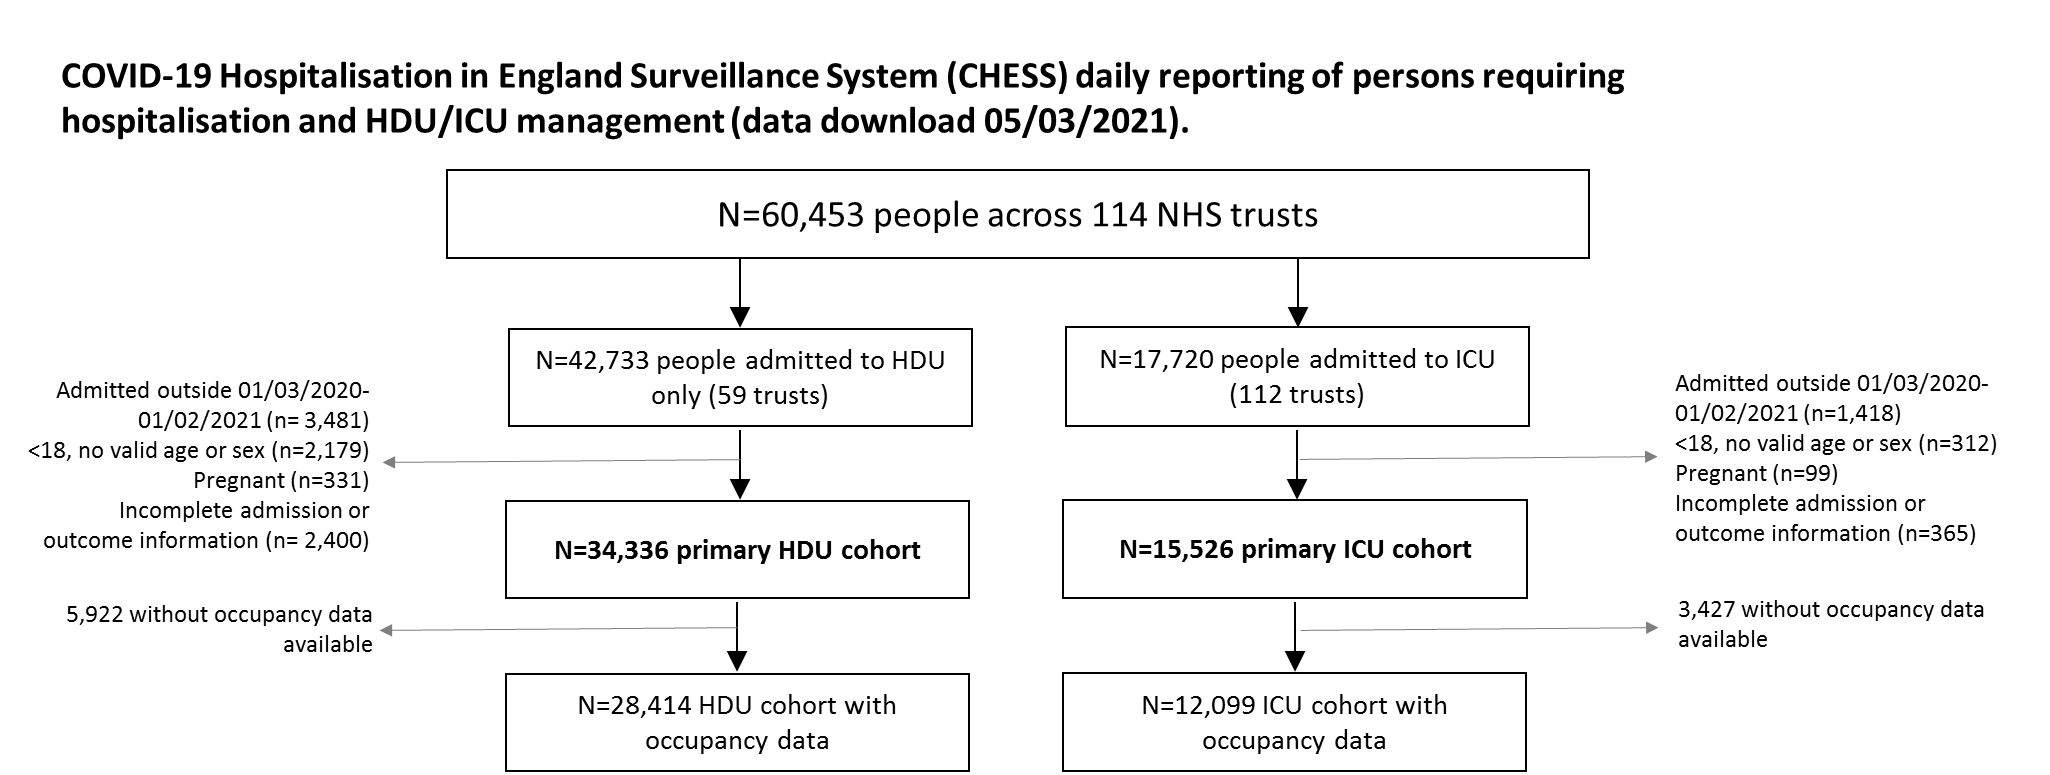 COVID-19 Hospitalisation in England Surveillance System (CHESS) daily reporting of persons requiring
hospitalisation and HDU/ICU management (data download 05/03/2021).
N=60,453 people across 114 NHS trusts
N=42,733 people admitted to HDU
only (59 trusts)
N=17,720 people admitted to ICU
(112 trusts)
Admitted outside 01/03/2020-
01/02/2021 (n= 3,481)
<18, no valid age or sex (n=2,179)
Pregnant (n=331)
Incomplete admission or
outcome information (n= 2,400)
Admitted outside 01/03/2020-
01/02/2021 (n=1,418)
<18, no valid age or sex (n=312)
Pregnant (n=99)
Incomplete admission or
outcome information (n=365)
N=34,336 primary HDU cohort
N=15,526 primary ICU cohort
5,922 without occupancy data
available
3,427 without occupancy data
available
N=28,414 HDU cohort with
occupancy data
N=12,099 ICU cohort with
occupancy data